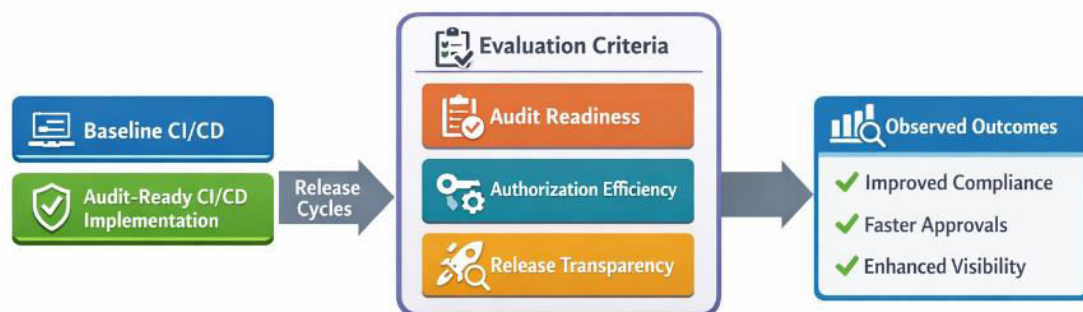 Baseline CI/CD
Audit-Ready CI/CD
Implementation
Release
Cycles
Evaluation Criteria
Audit Readiness
Authorization Efficiency
Release Transparency
Observed Outcomes
Improved Compliance
Faster Approvals
Enhanced Visibility